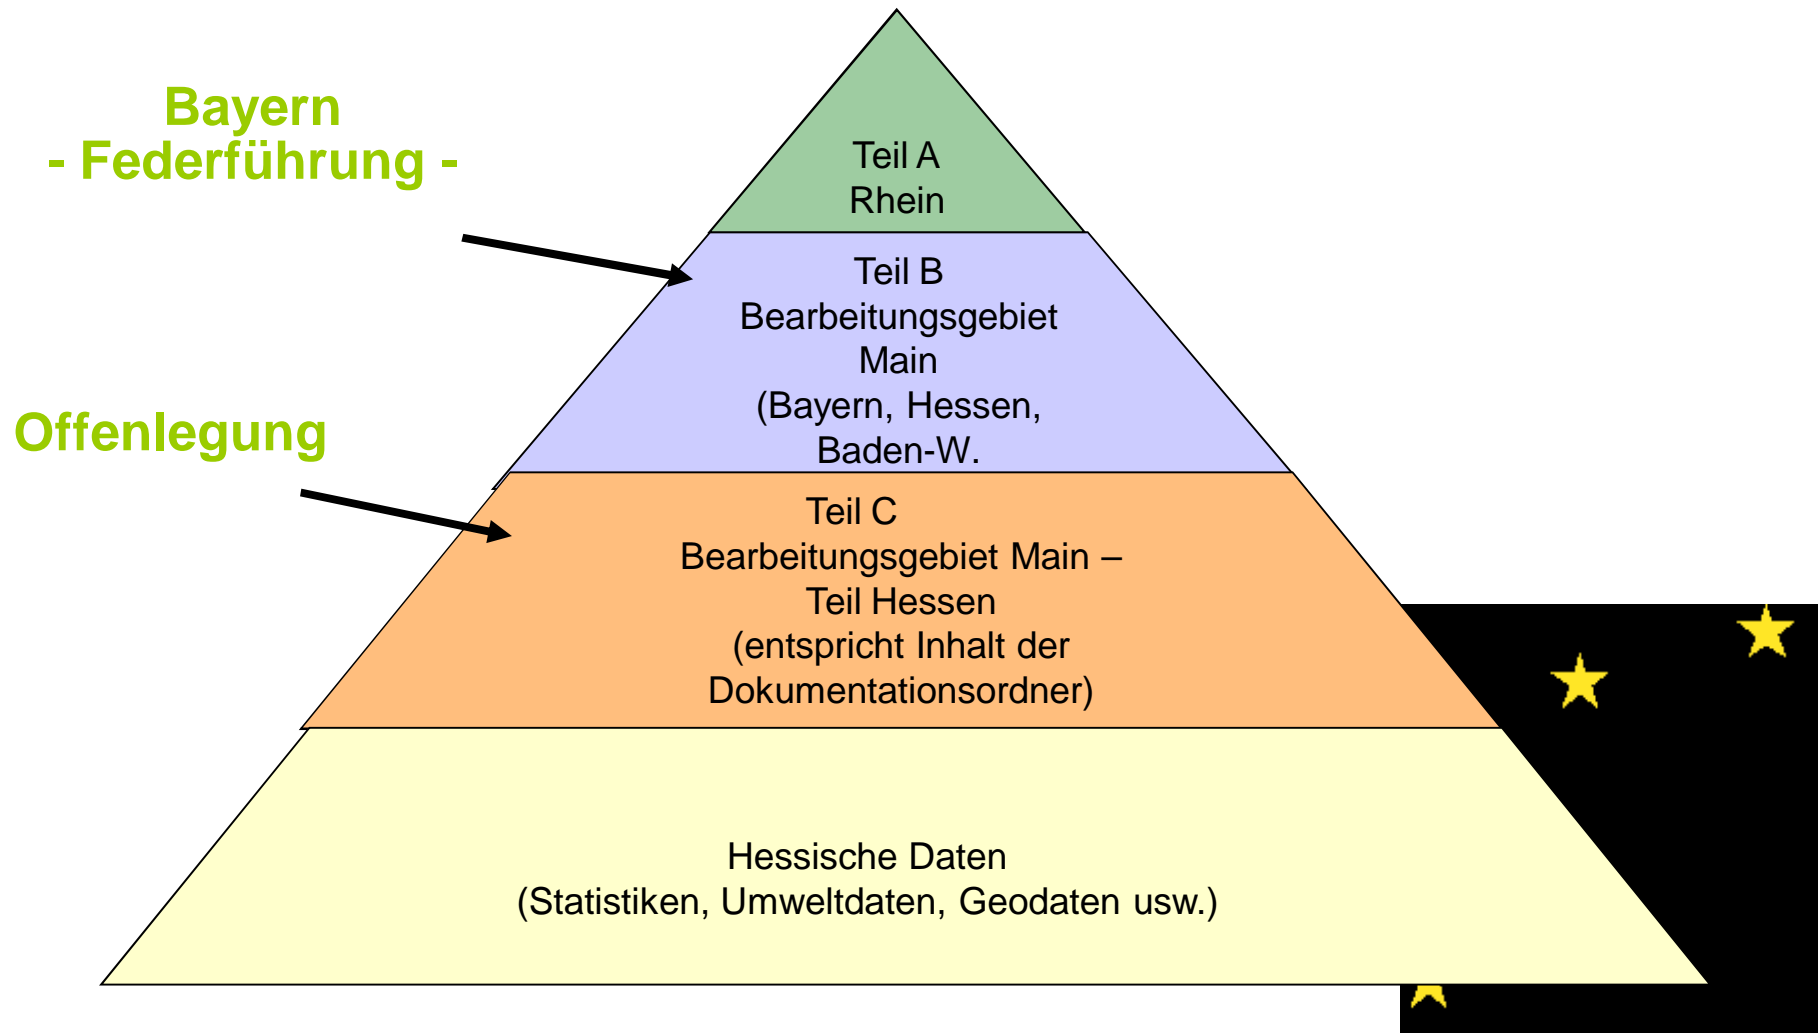 Bayern
- Federführung -
Teil A
Rhein
Teil B
Bearbeitungsgebiet
Main
(Bayern, Hessen,
Baden-W.
Offenlegung
Teil C
Bearbeitungsgebiet Main –
Teil Hessen
(entspricht Inhalt der
Dokumentationsordner)
Hessische Daten
(Statistiken, Umweltdaten, Geodaten usw.)